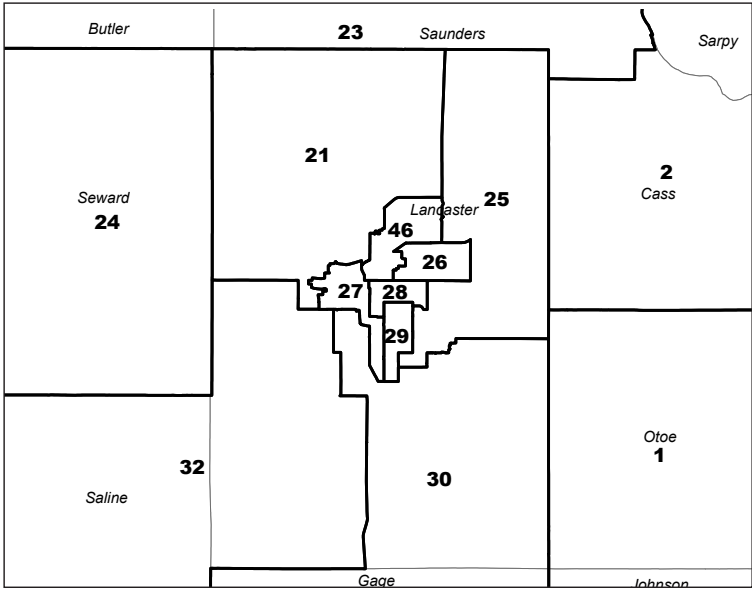 Butler
23
Saunders
Sarpy
21
2
Cass
Seward
24
25
Lancaster
46
26
27
28
29
Otoe
1
32
30
Saline
Gage
Johnson